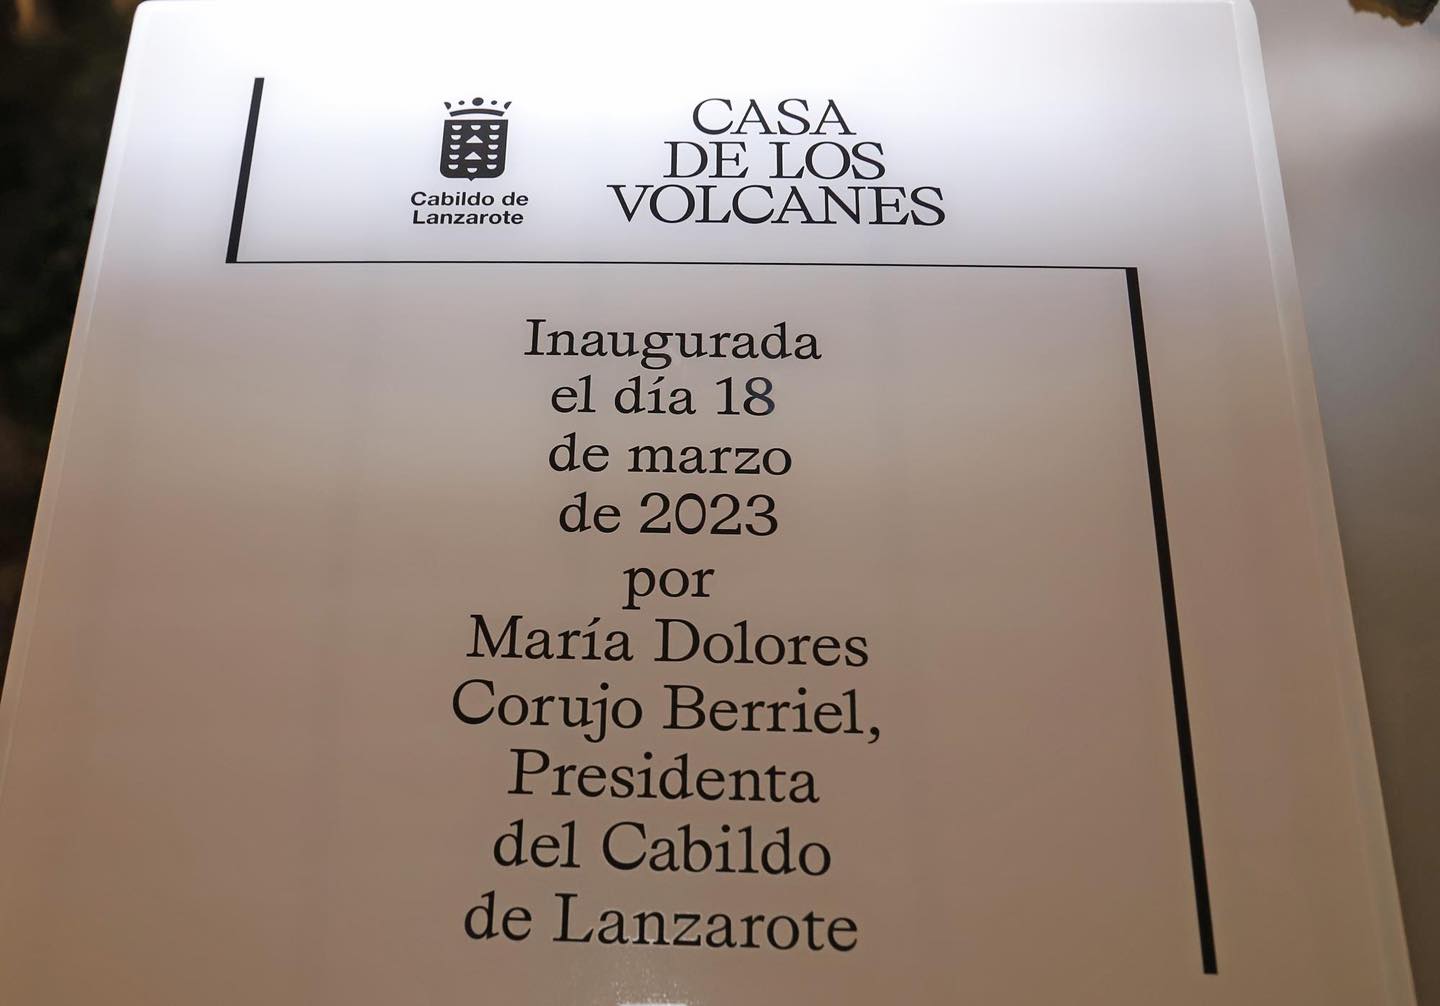 Cabildo de
Lanzarote
CASA
DE LOS
VOLCANES
Inaugurada
el día 18
de marzo
de 2023
por
María Dolores
Corujo Berriel,
Presidenta
del Cabildo
de Lanzarote